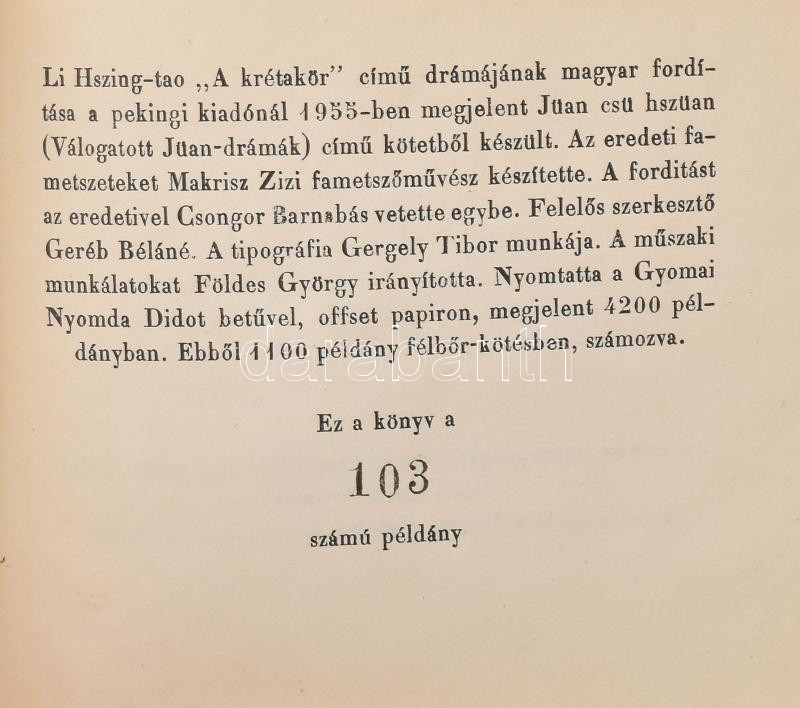 Li Hszing-tao „A krétakör” című drámájának magyar fordí-
tása a pekingi kiadónál 1955-ben megjelent Jüan csü hszüan
(Válogatott Jüan-drámák) című kötetből készült. Az eredeti fa-
metszeteket Makrisz Zizi fametszőművész készítette. A forditást
az eredetivel Csongor Barnabás vetette egybe. Felelős szerkesztő
Geréb Béláné. A tipográfia Gergely Tibor munkája. A műszaki
munkálatokat Földes György irányította. Nyomtatta a Gyomai
Nyomda Didot betűvel, offset papiron, megjelent 4200 pél-
dányban. Ebből 1100 példány félbőr-kötésben, számozva.
darabanth
Ez a könyv a
103
számú példány